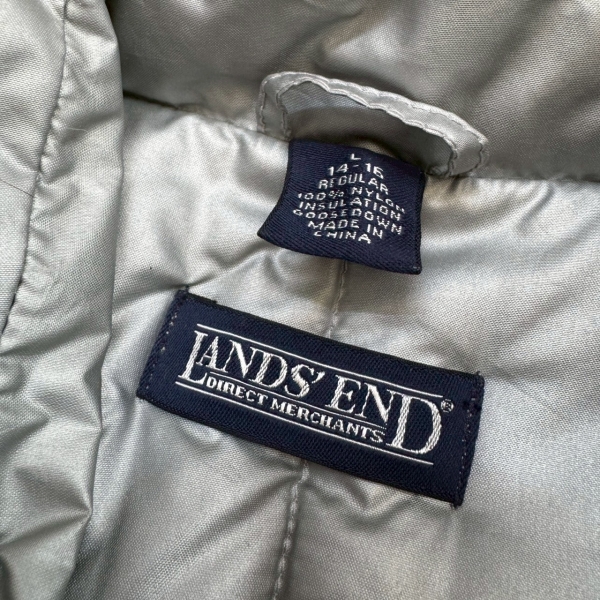 L
14-16
REGULAR
100% NYLON
INSULATION
GOOSEDOWN
MADE IN
CHINA
LANDS' END®
DIRECT MERCHANTS